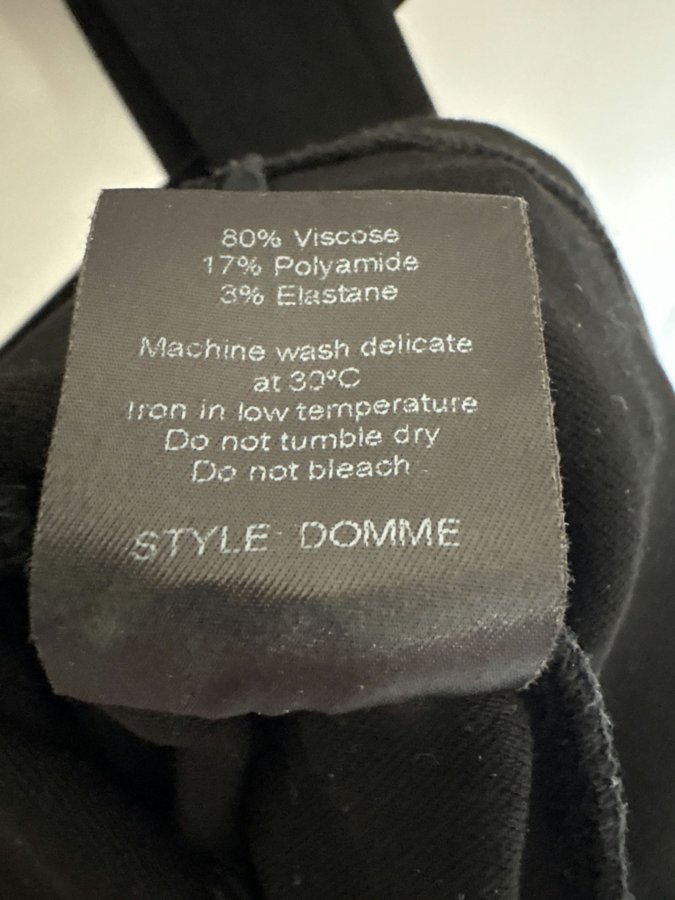 80% Viscose
17% Polyamide
3% Elastane
Machine wash delicate
at 30°C
Iron in low temperature
Do not tumble dry
Do not bleach
STYLE DOMME